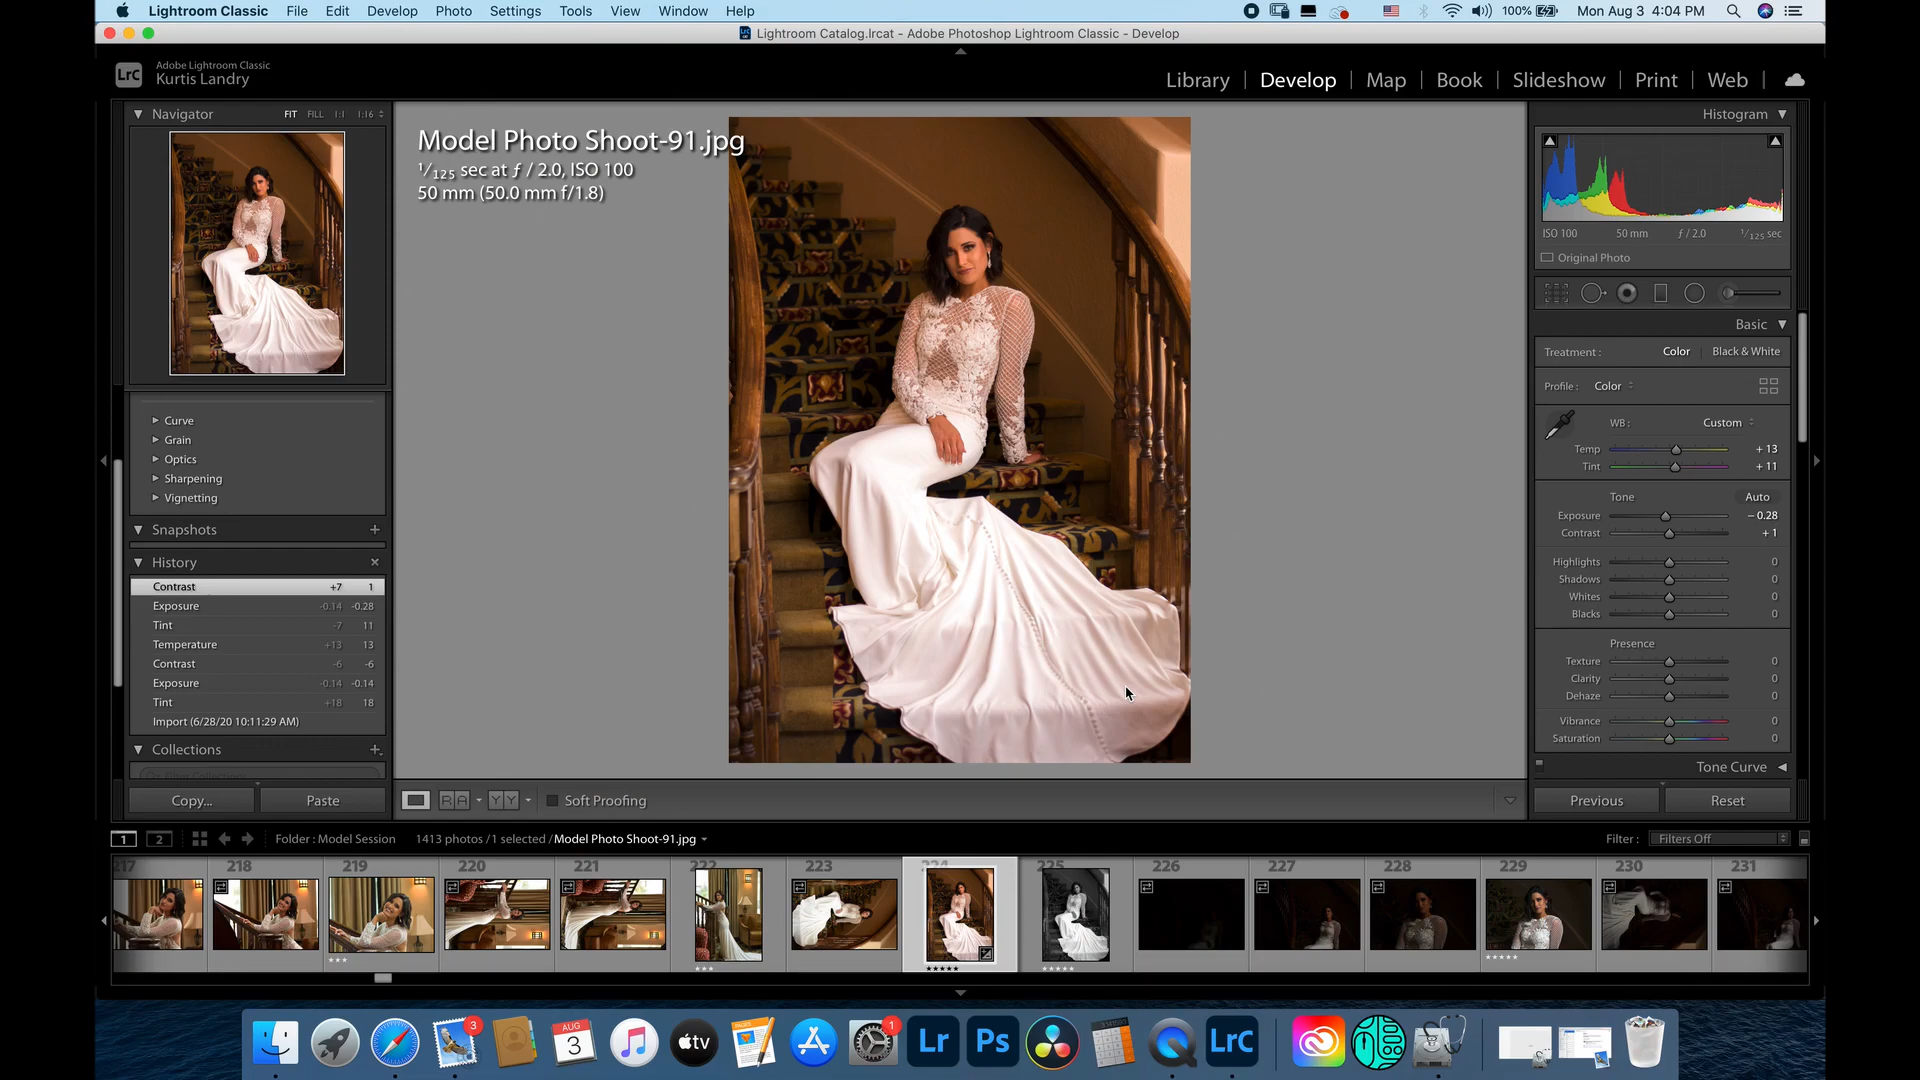 Lightroom Classic File Edit Develop Photo Settings Tools View Window Help 100% Mon Aug 3 4:04 PM
Lightroom Catalog.lrcat - Adobe Photoshop Lightroom Classic - Develop
LrC
Adobe Lightroom Classic
Kurtis Landry
Library | Develop | Map | Book | Slideshow | Print | Web |
Navigator FIT FILL 1:1 1:16
Curve
Grain
Optics
Sharpening
Vignetting
Snapshots +
History ×
Contrast +7 1
Exposure -0.14 -0.28
Tint -7 11
Temperature +13 13
Contrast -6 -6
Exposure -0.14 -0.14
Tint +18 18
Import (6/28/20 10:11:29 AM)
Collections +
Copy... Paste
Model Photo Shoot-91.jpg
1/125 sec at ƒ / 2.0, ISO 100
50 mm (50.0 mm f/1.8)
RA YY Soft Proofing
Histogram
ISO 100 50 mm ƒ / 2.0 1/125 sec
Original Photo
Basic
Treatment : Color | Black & White
Profile : Color
WB : Custom
Temp + 13
Tint + 11
Tone Auto
Exposure – 0.28
Contrast + 1
Highlights 0
Shadows 0
Whites 0
Blacks 0
Presence
Texture 0
Clarity 0
Dehaze 0
Vibrance 0
Saturation 0
Tone Curve
Previous Reset
1 2 Folder : Model Session 1413 photos / 1 selected / Model Photo Shoot-91.jpg Filter : Filters Off
217 218 219 220 221 222 223 224 225 226 227 228 229 230 231
3 AUG 3 tv PAGES 1 Lr Ps LrC